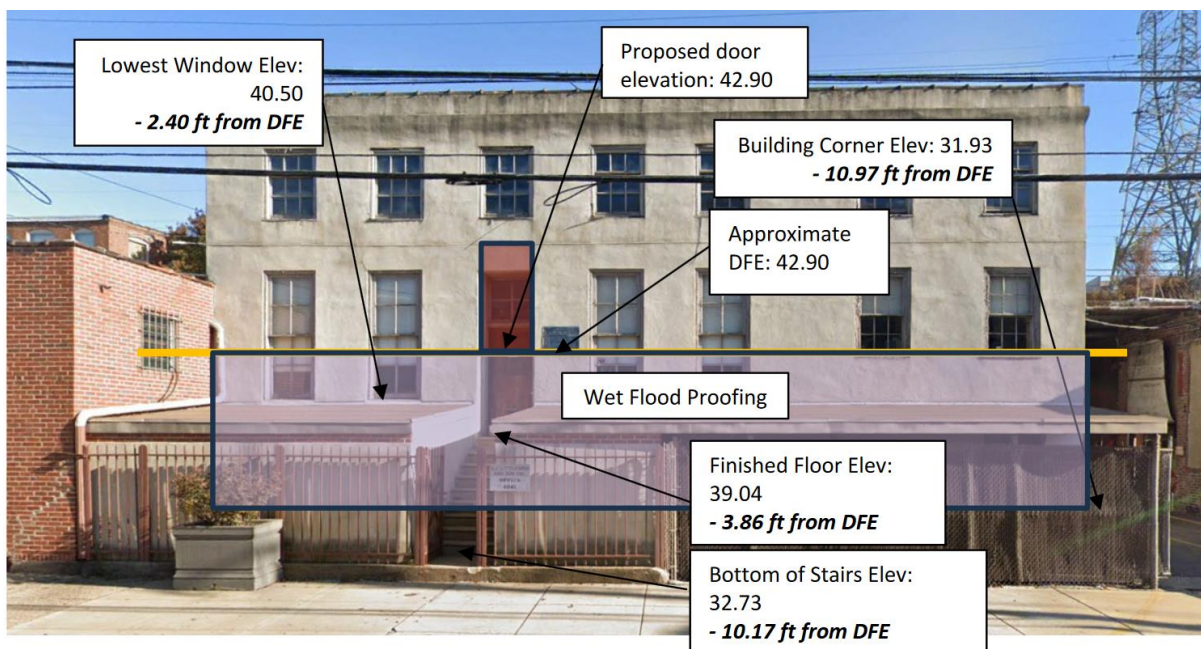 Lowest Window Elev:
40.50
- 2.40 ft from DFE
Proposed door
elevation: 42.90
Building Corner Elev: 31.93
- 10.97 ft from DFE
Approximate
DFE: 42.90
Wet Flood Proofing
Finished Floor Elev:
39.04
- 3.86 ft from DFE
Bottom of Stairs Elev:
32.73
- 10.17 ft from DFE